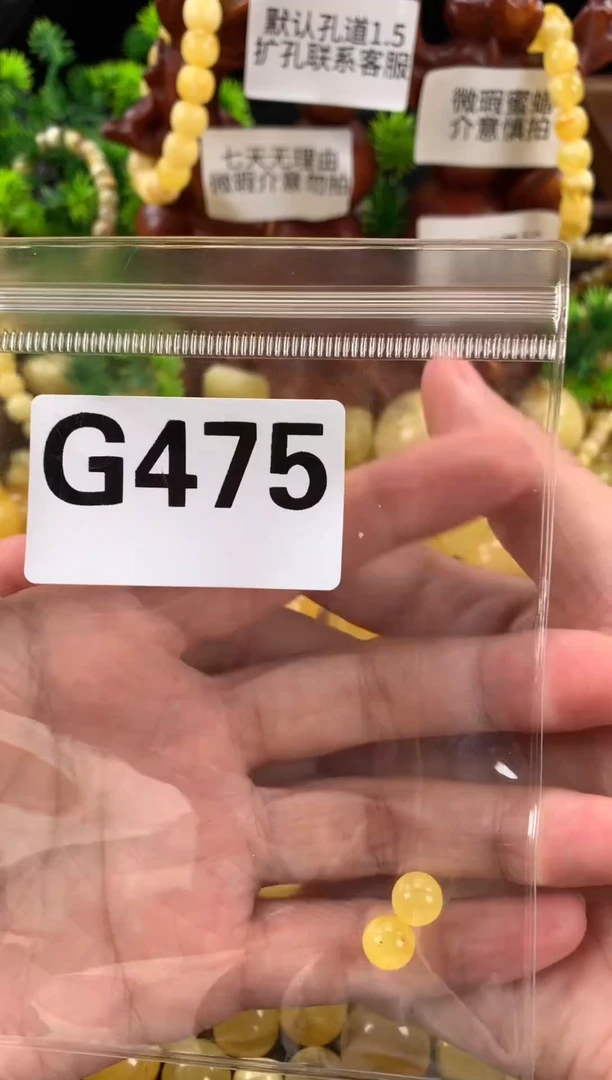 默认孔道1.5
扩孔联系客服
微瑕蜜蜡
介意慎拍
七天无理由
微瑕介意勿拍
G475